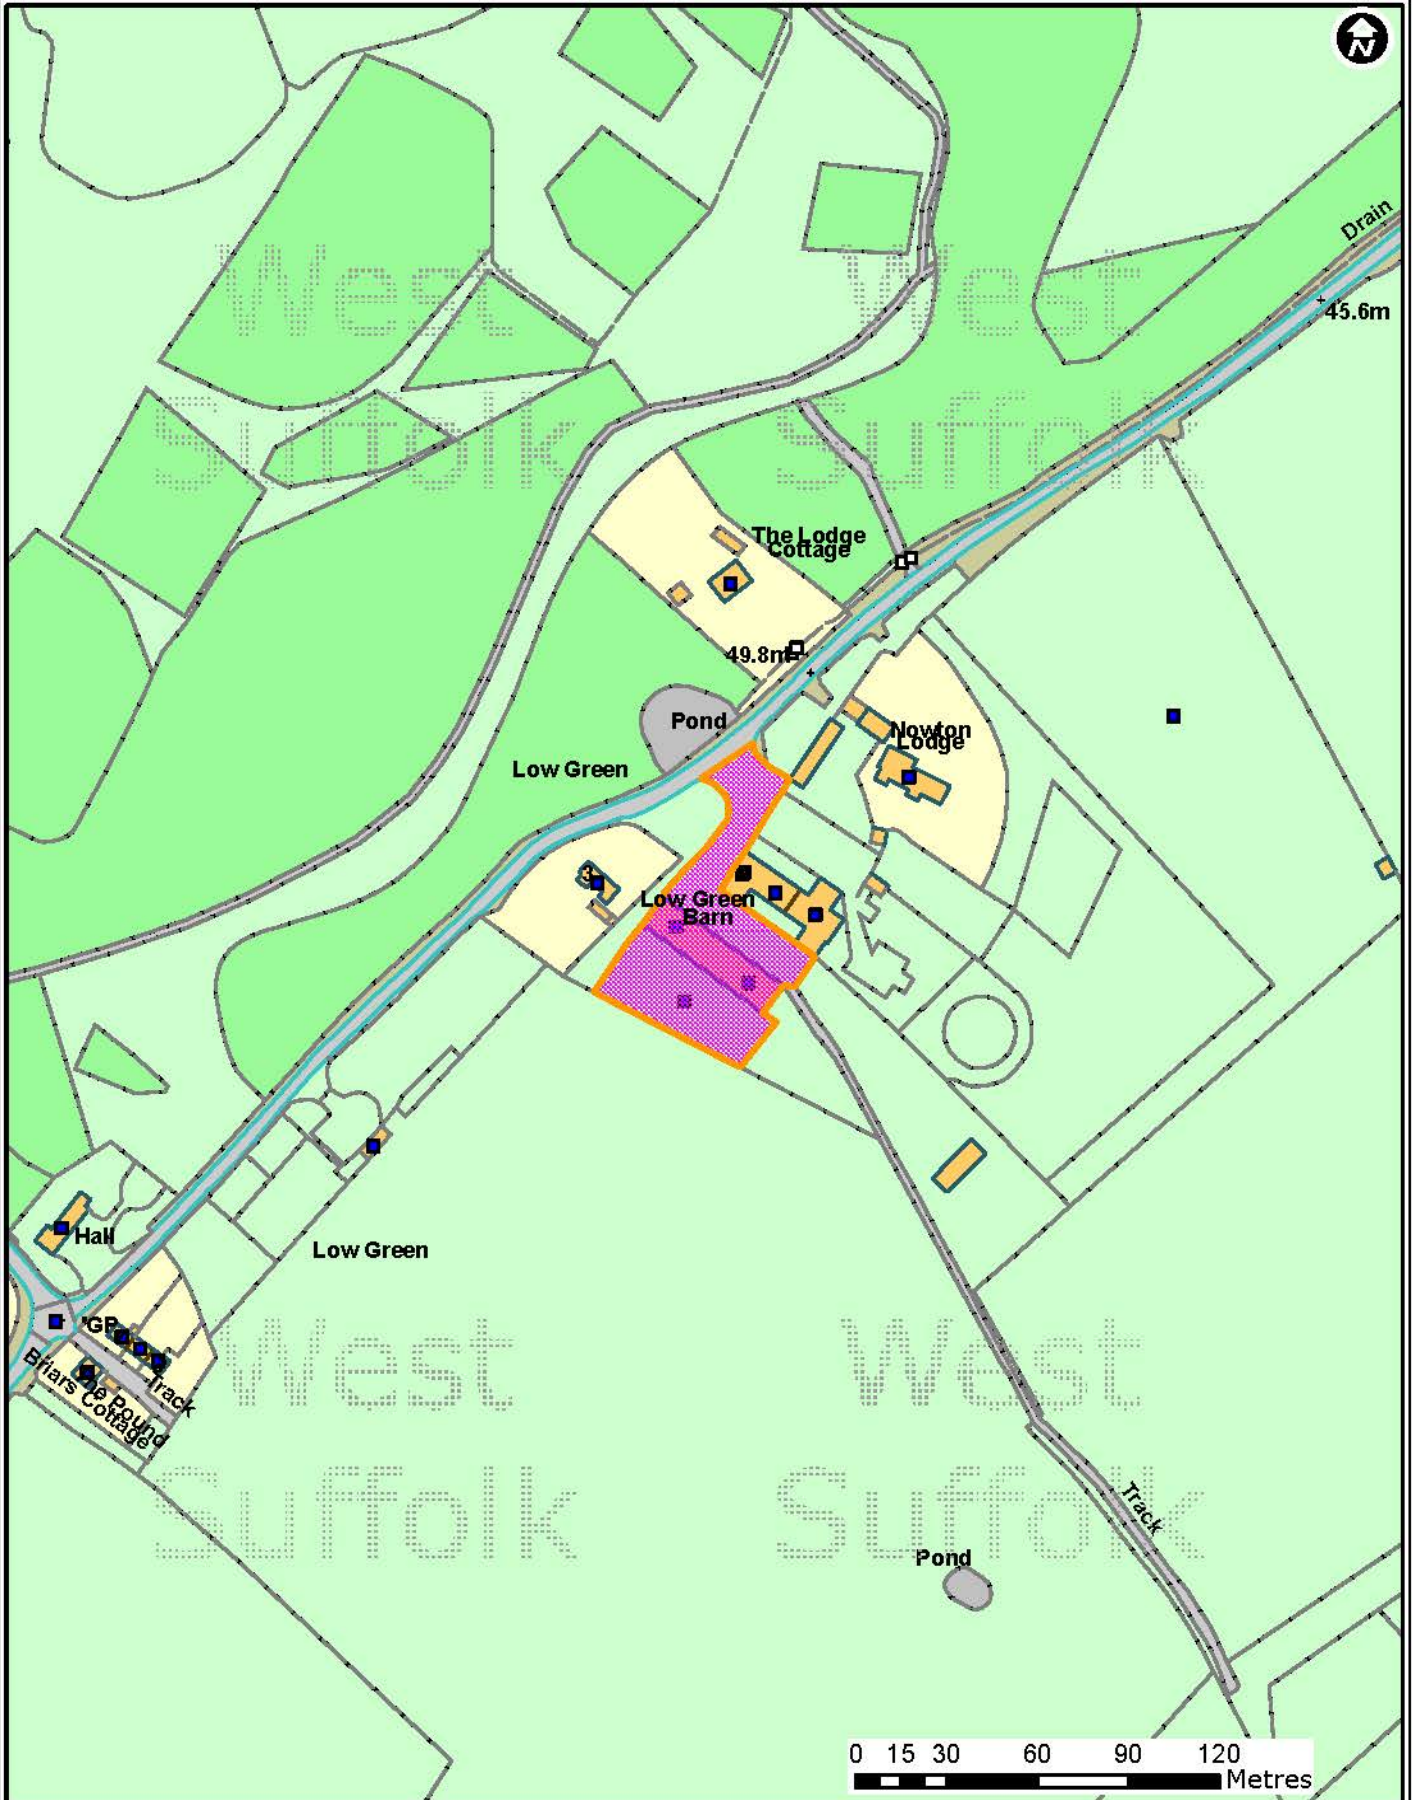 N
Drain
45.6m
West
Suffolk
West
Suffolk
The Lodge
Cottage
49.8m
Pond
Nowton
Lodge
Low Green
3
Low Green
Barn
Hall
Low Green
'GP
Track
Briars
The Pound
Cottage
West
Suffolk
West
Suffolk
Track
Pond
0 15 30 60 90 120
Metres